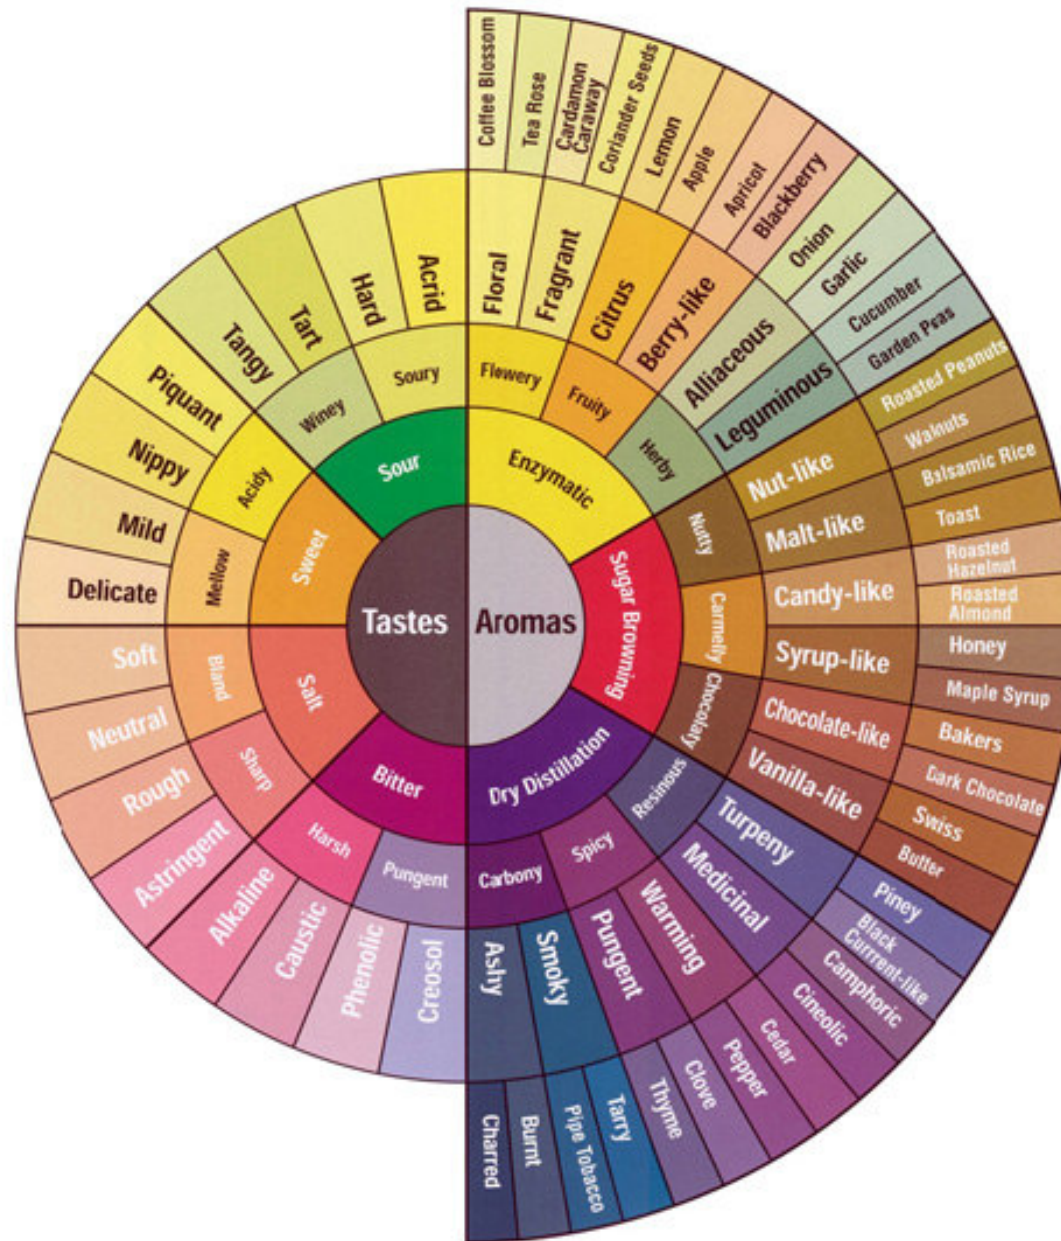 Tastes
Aromas
Sour
Sweet
Salt
Bitter
Enzymatic
Sugar Browning
Dry Distillation
Soury
Winey
Acidy
Mellow
Bland
Sharp
Harsh
Pungent
Flowery
Fruity
Herby
Nutty
Carmelly
Chocolaty
Resinous
Spicy
Carbony
Acrid
Hard
Tart
Tangy
Piquant
Nippy
Mild
Delicate
Soft
Neutral
Rough
Astringent
Alkaline
Caustic
Phenolic
Creosol
Floral
Fragrant
Citrus
Berry-like
Alliaceous
Leguminous
Nut-like
Malt-like
Candy-like
Syrup-like
Chocolate-like
Vanilla-like
Turpeny
Medicinal
Warming
Pungent
Smoky
Ashy
Coffee Blossom
Tea Rose
Cardamon
Caraway
Coriander Seeds
Lemon
Apple
Apricot
Blackberry
Onion
Garlic
Cucumber
Garden Peas
Roasted Peanuts
Walnuts
Balsamic Rice
Toast
Roasted
Hazelnut
Roasted
Almond
Honey
Maple Syrup
Bakers
Dark Chocolate
Swiss
Butter
Piney
Black
Currrent-like
Camphoric
Cineolic
Cedar
Pepper
Clove
Thyme
Tarry
Pipe Tobacco
Burnt
Charred